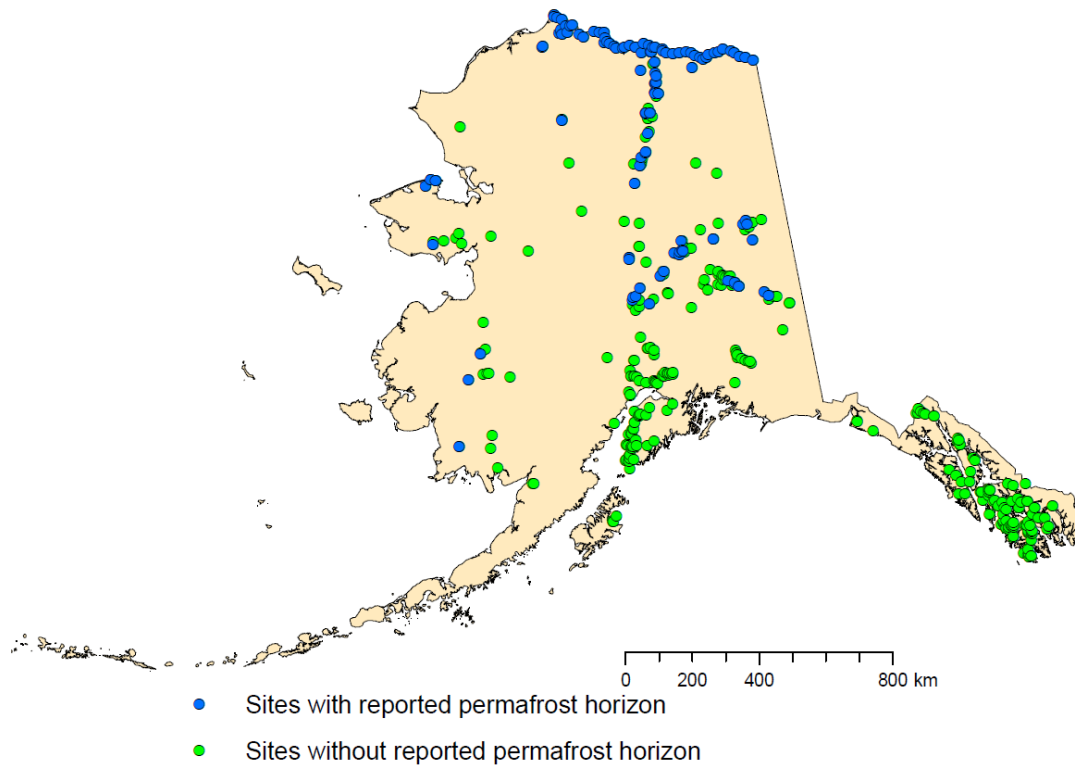 0 200 400 800 km
Sites with reported permafrost horizon
Sites without reported permafrost horizon